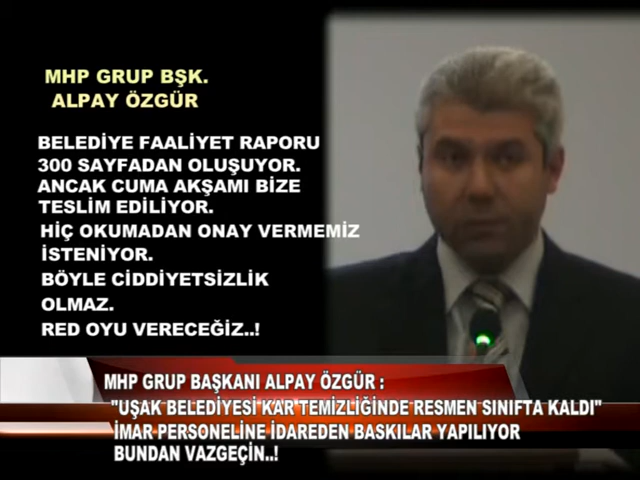 MHP GRUP BŞK.
ALPAY ÖZGÜR
BELEDİYE FAALİYET RAPORU
300 SAYFADAN OLUŞUYOR.
ANCAK CUMA AKŞAMI BİZE
TESLİM EDİLİYOR.
HİÇ OKUMADAN ONAY VERMEMİZ
İSTENİYOR.
BÖYLE CİDDİYETSİZLİK
OLMAZ.
RED OYU VERECEĞİZ..!
MHP GRUP BAŞKANI ALPAY ÖZGÜR :
"UŞAK BELEDİYESİ KAR TEMİZLİĞİNDE RESMEN SINIFTA KALDI"
İMAR PERSONELİNE İDAREDEN BASKILAR YAPILIYOR
BUNDAN VAZGEÇİN..!